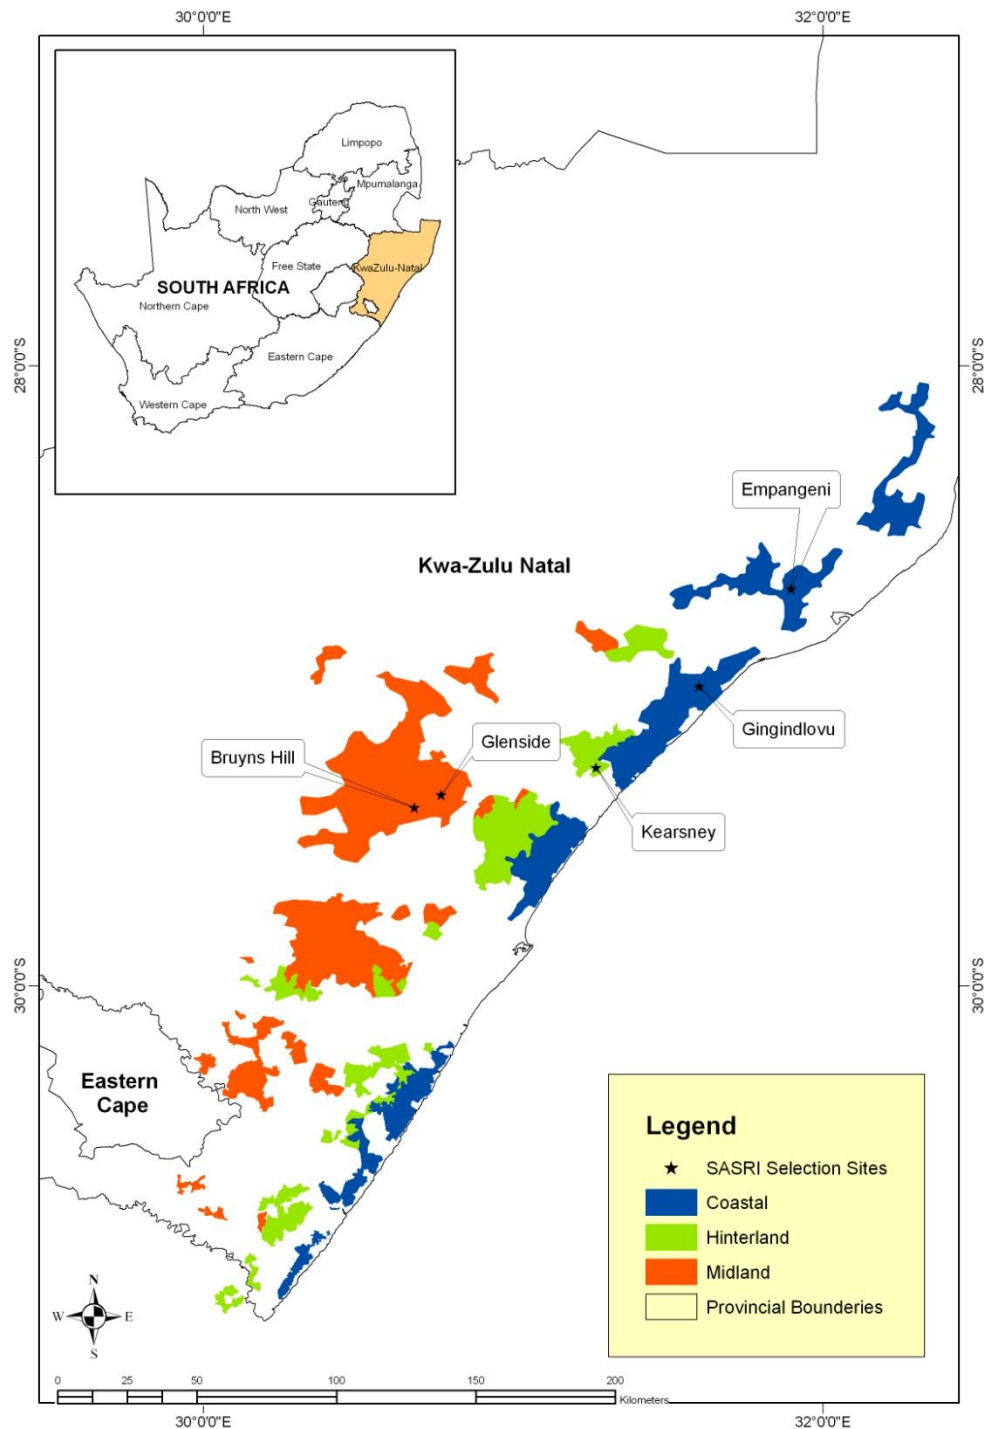 30°0'0"E
32°0'0"E
Limpopo
Mpumalanga
Gauteng
North West
Free State
KwaZulu-Natal
SOUTH AFRICA
Northern Cape
Eastern Cape
Western Cape
28°0'0"S
28°0'0"S
Empangeni
Kwa-Zulu Natal
Gingindlovu
Glenside
Bruyns Hill
Kearsney
30°0'0"S
30°0'0"S
Eastern
Cape
Legend
SASRI Selection Sites
Coastal
Hinterland
Midland
Provincial Bounderies
N
W
E
S
0
25
50
100
150
200
Kilometers
30°0'0"E
32°0'0"E